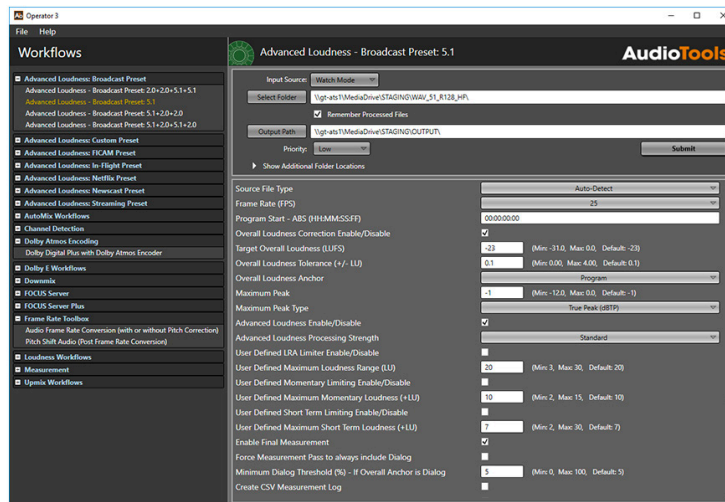 Operator 3
File Help
Workflows
Advanced Loudness: Broadcast Preset
Advanced Loudness - Broadcast Preset: 2.0+2.0+5.1+5.1
Advanced Loudness - Broadcast Preset: 5.1
Advanced Loudness - Broadcast Preset: 5.1+2.0+2.0
Advanced Loudness - Broadcast Preset: 5.1+2.0+5.1+2.0
Advanced Loudness: Custom Preset
Advanced Loudness: FICAM Preset
Advanced Loudness: In-Flight Preset
Advanced Loudness: Netflix Preset
Advanced Loudness: Newscast Preset
Advanced Loudness: Streaming Preset
AutoMix Workflows
Channel Detection
Dolby Atmos Encoding
Dolby Digital Plus with Dolby Atmos Encoder
Dolby E Workflows
Downmix
FOCUS Server
FOCUS Server Plus
Frame Rate Toolbox
Audio Frame Rate Conversion (with or without Pitch Correction)
Pitch Shift Audio (Post Frame Rate Conversion)
Loudness Workflows
Measurement
Upmix Workflows
Advanced Loudness - Broadcast Preset: 5.1
AudioTools
Input Source: Watch Mode
Select Folder \\gt-ats1\MediaDrive\STAGING\WAV_51_R128_HP\
Remember Processed Files
Output Path \\gt-ats1\MediaDrive\STAGING\OUTPUT\
Priority: Low Submit
Show Additional Folder Locations
Source File Type Auto-Detect
Frame Rate (FPS) 25
Program Start - ABS (HH:MM:SS:FF) 00:00:00:00
Overall Loudness Correction Enable/Disable
Target Overall Loudness (LUFS) -23 (Min: -31.0, Max: 0.0, Default: -23)
Overall Loudness Tolerance (+/- LU) 0.1 (Min: 0.00, Max: 4.00, Default: 0.1)
Overall Loudness Anchor Program
Maximum Peak -1 (Min: -12.0, Max: 0.0, Default: -1)
Maximum Peak Type True Peak (dBTP)
Advanced Loudness Enable/Disable
Advanced Loudness Processing Strength Standard
User Defined LRA Limiter Enable/Disable
User Defined Maximum Loudness Range (LU) 20 (Min: 3, Max: 30, Default: 20)
User Defined Momentary Limiting Enable/Disable
User Defined Maximum Momentary Loudness (+LU) 10 (Min: 2, Max: 15, Default: 10)
User Defined Short Term Limiting Enable/Disable
User Defined Maximum Short Term Loudness (+LU) 7 (Min: 2, Max: 30, Default: 7)
Enable Final Measurement
Force Measurement Pass to always include Dialog
Minimum Dialog Threshold (%) - If Overall Anchor is Dialog 5 (Min: 0, Max: 100, Default: 5)
Create CSV Measurement Log